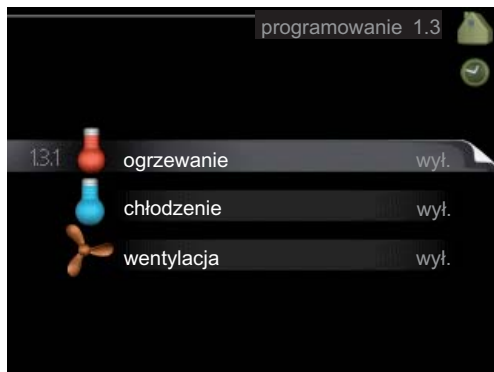 programowanie 1.3
1.3.1 ogrzewanie wył.
chłodzenie wył.
wentylacja wył.